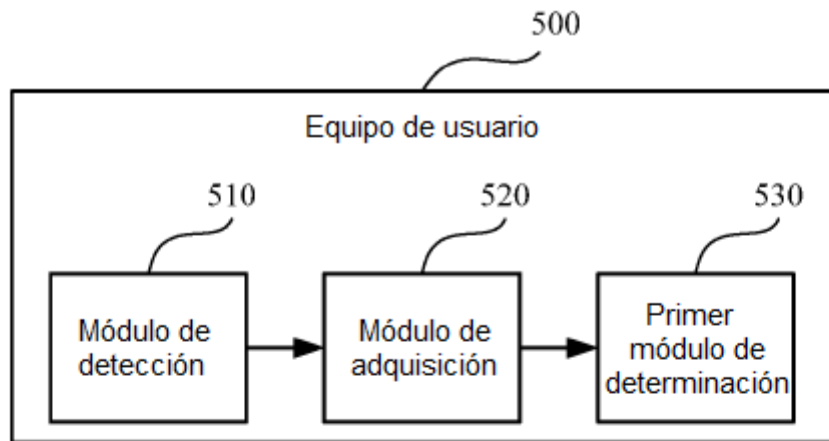 500
Equipo de usuario
510
520
530
Módulo de
detección
Módulo de
adquisición
Primer
módulo de
determinación